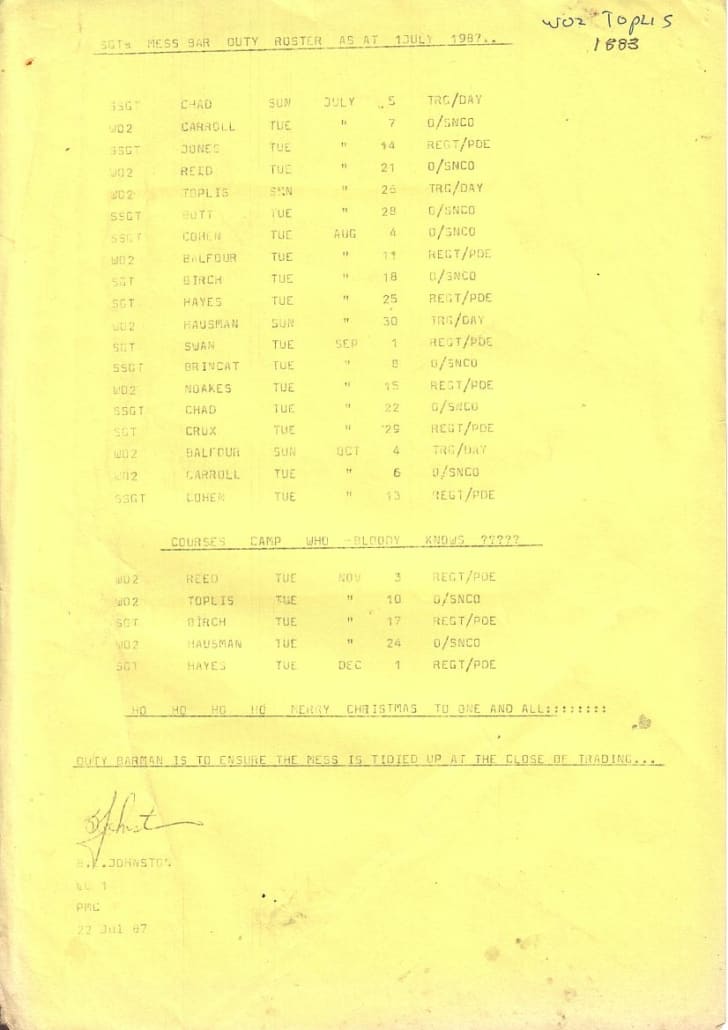 WO2 TOPLIS
1883
SGTs MESS BAR DUTY ROSTER AS AT 1JULY 1987..
SSGT CHAD SUN JULY 5 TRG/DAY
WO2 CARROLL TUE " 7 O/SNCO
SSGT JONES TUE " 14 REGT/PDE
WO2 REED TUE " 21 O/SNCO
WO2 TOPLIS SUN " 26 TRG/DAY
SSGT BUTT TUE " 28 O/SNCO
SSGT COHEN TUE AUG 4 O/SNCO
WO2 BALFOUR TUE " 11 REGT/PDE
SGT BIRCH TUE " 18 O/SNCO
SGT HAYES TUE " 25 REGT/PDE
WO2 HAUSMAN SUN " 30 TRG/DAY
SGT SWAN TUE SEP 1 REGT/PDE
SSGT BRINCAT TUE " 8 O/SNCO
WO2 NOAKES TUE " 15 REGT/PDE
SSGT CHAD TUE " 22 O/SNCO
SGT CRUX TUE " 29 REGT/PDE
WO2 BALFOUR SUN OCT 4 TRG/DAY
WO2 CARROLL TUE " 6 O/SNCO
SSGT COHEN TUE " 13 REGT/PDE
COURSES CAMP WHO -BLOODY KNOWS ?????
WO2 REED TUE NOV 3 REGT/PDE
WO2 TOPLIS TUE " 10 O/SNCO
SGT BIRCH TUE " 17 REGT/PDE
WO2 HAUSMAN TUE " 24 O/SNCO
SGT HAYES TUE DEC 1 REGT/PDE
HO HO HO HO MERRY CHRISTMAS TO ONE AND ALL::::::::
DUTY BARMAN IS TO ENSURE THE MESS IS TIDIED UP AT THE CLOSE OF TRADING...
JOHNSTON
WO 1
PMC
22 Jul 87